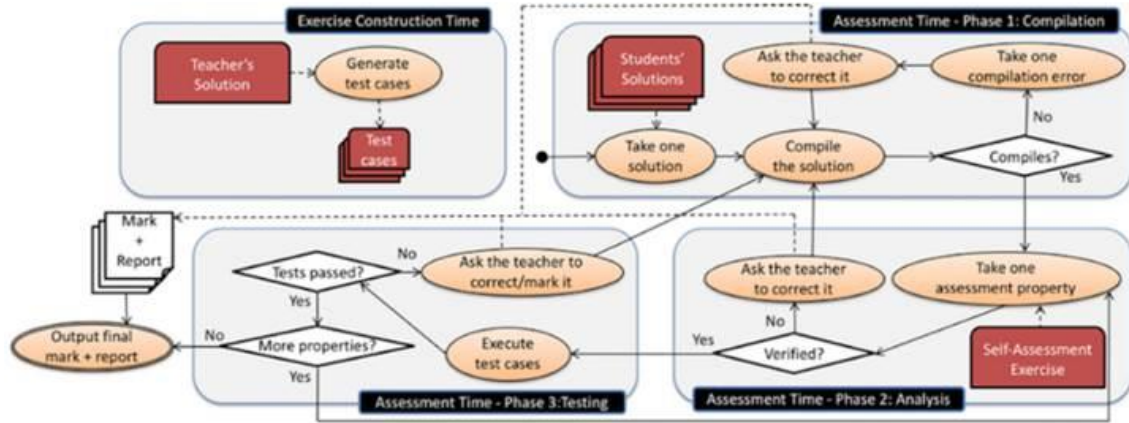 Exercise Construction Time
Teacher's
Solution
Generate
test cases
Test
cases
Assessment Time - Phase 1: Compilation
Students'
Solutions
Ask the teacher
to correct it
Take one
compilation error
No
Take one
solution
Compile
the solution
Compiles?
Yes
Mark
+
Report
Output final
mark + report
Tests passed?
No
Ask the teacher to
correct/mark it
Yes
More properties?
No
Yes
Execute
test cases
Assessment Time - Phase 3:Testing
Ask the teacher
to correct it
Take one
assessment property
No
Yes
Verified?
Self-Assessment
Exercise
Assessment Time - Phase 2: Analysis